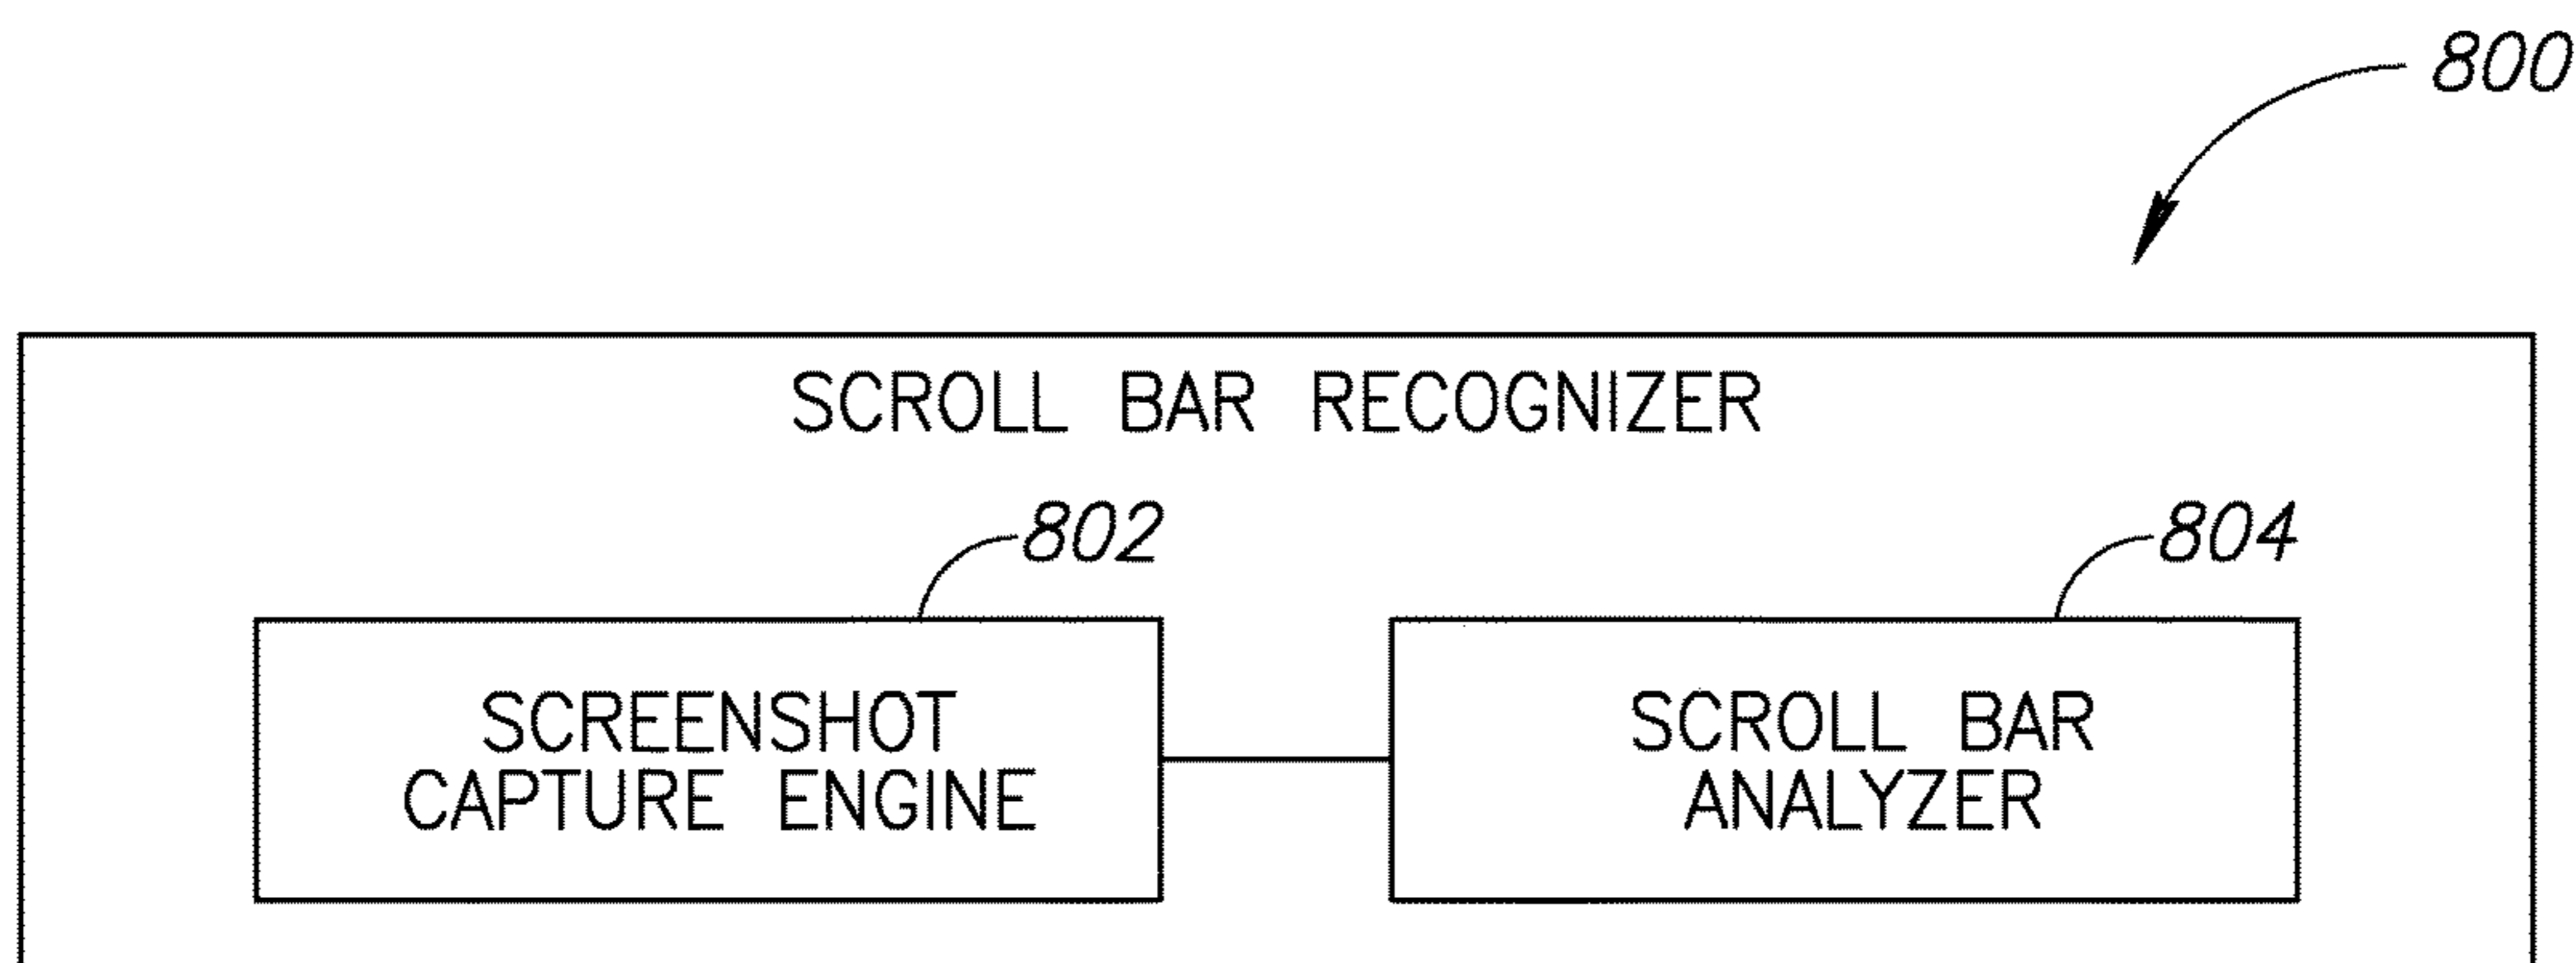 800
SCROLL BAR RECOGNIZER
802
804
SCREENSHOT
CAPTURE ENGINE
SCROLL BAR
ANALYZER